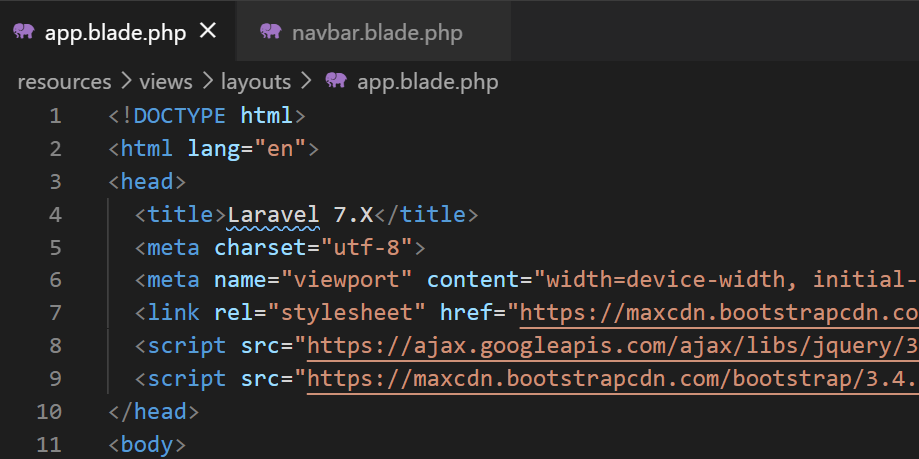 app.blade.php × navbar.blade.php
resources > views > layouts > app.blade.php
1 <!DOCTYPE html>
2 <html lang="en">
3 <head>
4 <title>Laravel 7.X</title>
5 <meta charset="utf-8">
6 <meta name="viewport" content="width=device-width, initial-
7 <link rel="stylesheet" href="https://maxcdn.bootstrapcdn.co
8 <script src="https://ajax.googleapis.com/ajax/libs/jquery/3
9 <script src="https://maxcdn.bootstrapcdn.com/bootstrap/3.4.
10 </head>
11 <body>